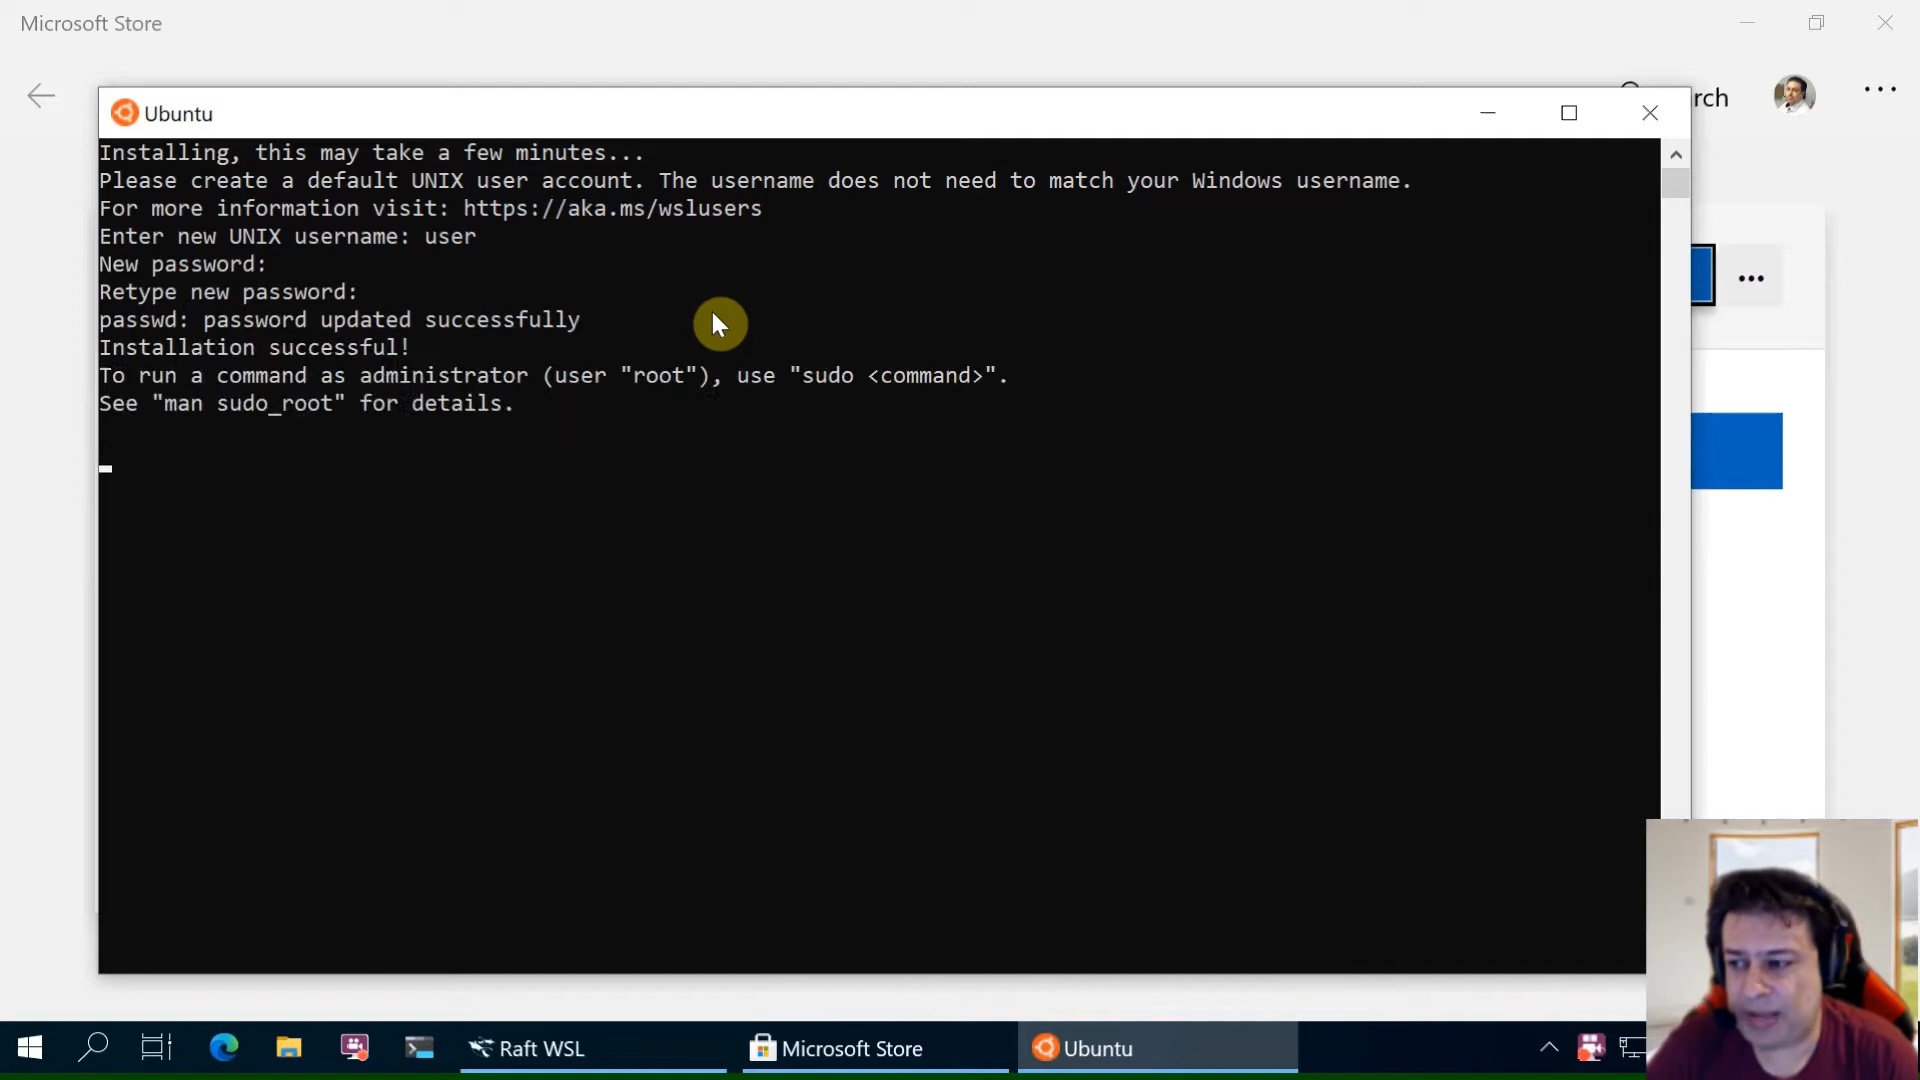 Microsoft Store
rch
Ubuntu
Installing, this may take a few minutes...
Please create a default UNIX user account. The username does not need to match your Windows username.
For more information visit: https://aka.ms/wslusers
Enter new UNIX username: user
New password:
Retype new password:
passwd: password updated successfully
Installation successful!
To run a command as administrator (user "root"), use "sudo <command>".
See "man sudo_root" for details.
Raft WSL
Microsoft Store
Ubuntu